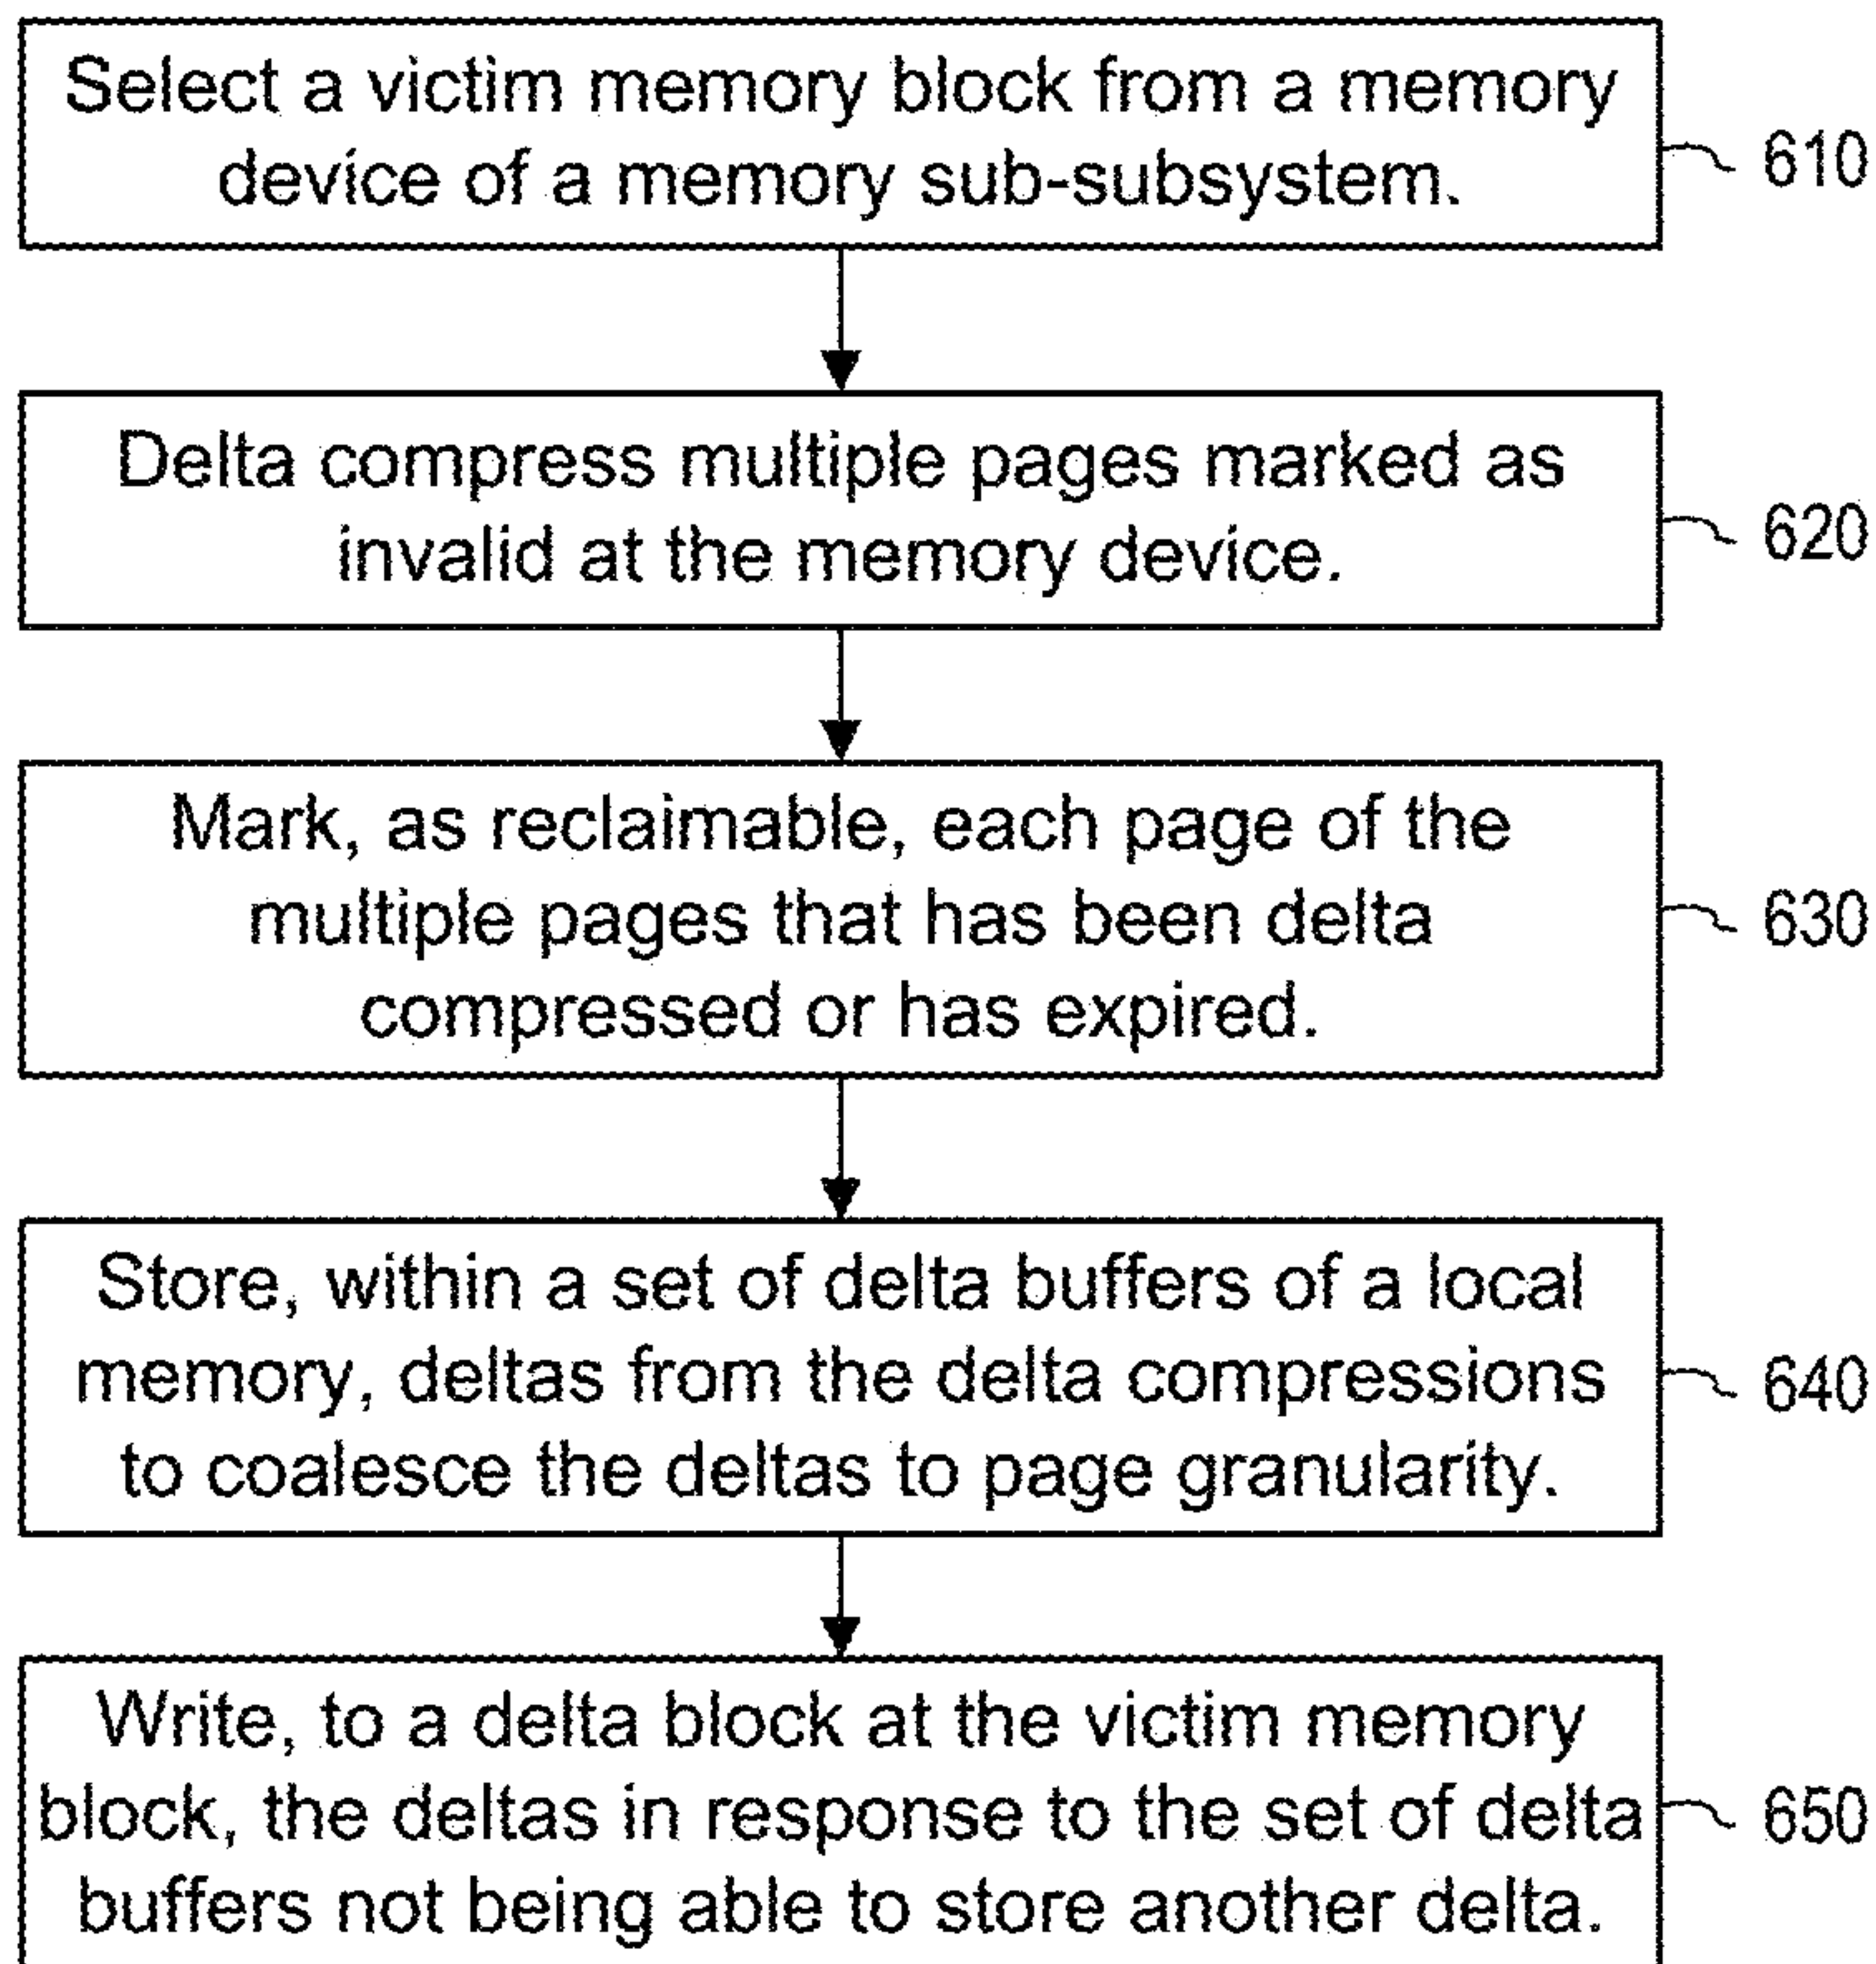 Select a victim memory block from a memory
device of a memory sub-subsystem.
610
Delta compress multiple pages marked as
invalid at the memory device.
620
Mark, as reclaimable, each page of the
multiple pages that has been delta
compressed or has expired.
630
Store, within a set of delta buffers of a local
memory, deltas from the delta compressions
to coalesce the deltas to page granularity.
640
Write, to a delta block at the victim memory
block, the deltas in response to the set of delta
buffers not being able to store another delta.
650